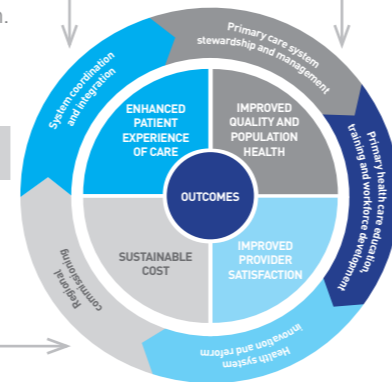 n.
System coordination
and integration
Primary care system
stewardship and management
Primary health care education,
training and workforce development
Health system
innovation and reform
Regional
commissioning
ENHANCED
PATIENT
EXPERIENCE
OF CARE
IMPROVED
QUALITY AND
POPULATION
HEALTH
OUTCOMES
SUSTAINABLE
COST
IMPROVED
PROVIDER
SATISFACTION